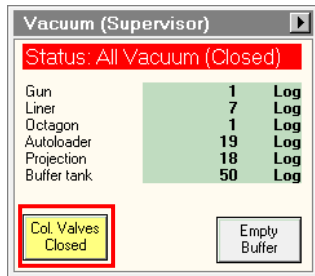 Vacuum (Supervisor)
Status: All Vacuum (Closed)
Gun 1 Log
Liner 7 Log
Octagon 1 Log
Autoloader 19 Log
Projection 18 Log
Buffer tank 50 Log
Col. Valves
Closed
Empty
Buffer